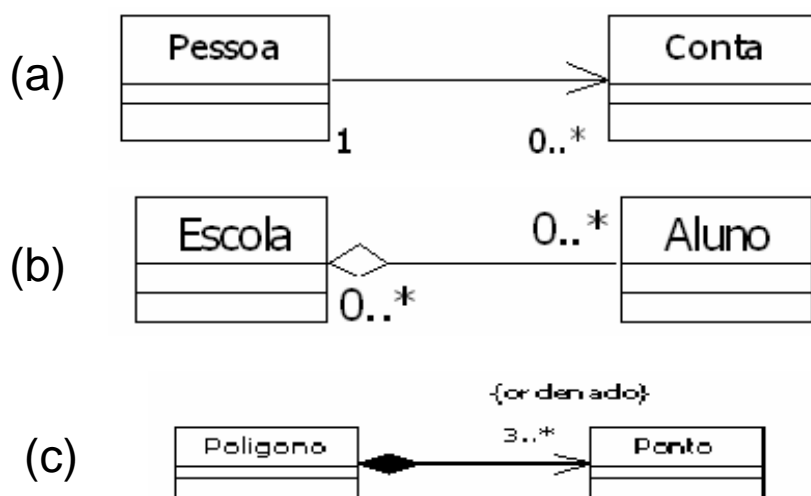 (a)
Pessoa
Conta
1
0..*
(b)
Escola
0..*
Aluno
0..*
(c)
{ordenado}
Poligono
3..*
Ponto